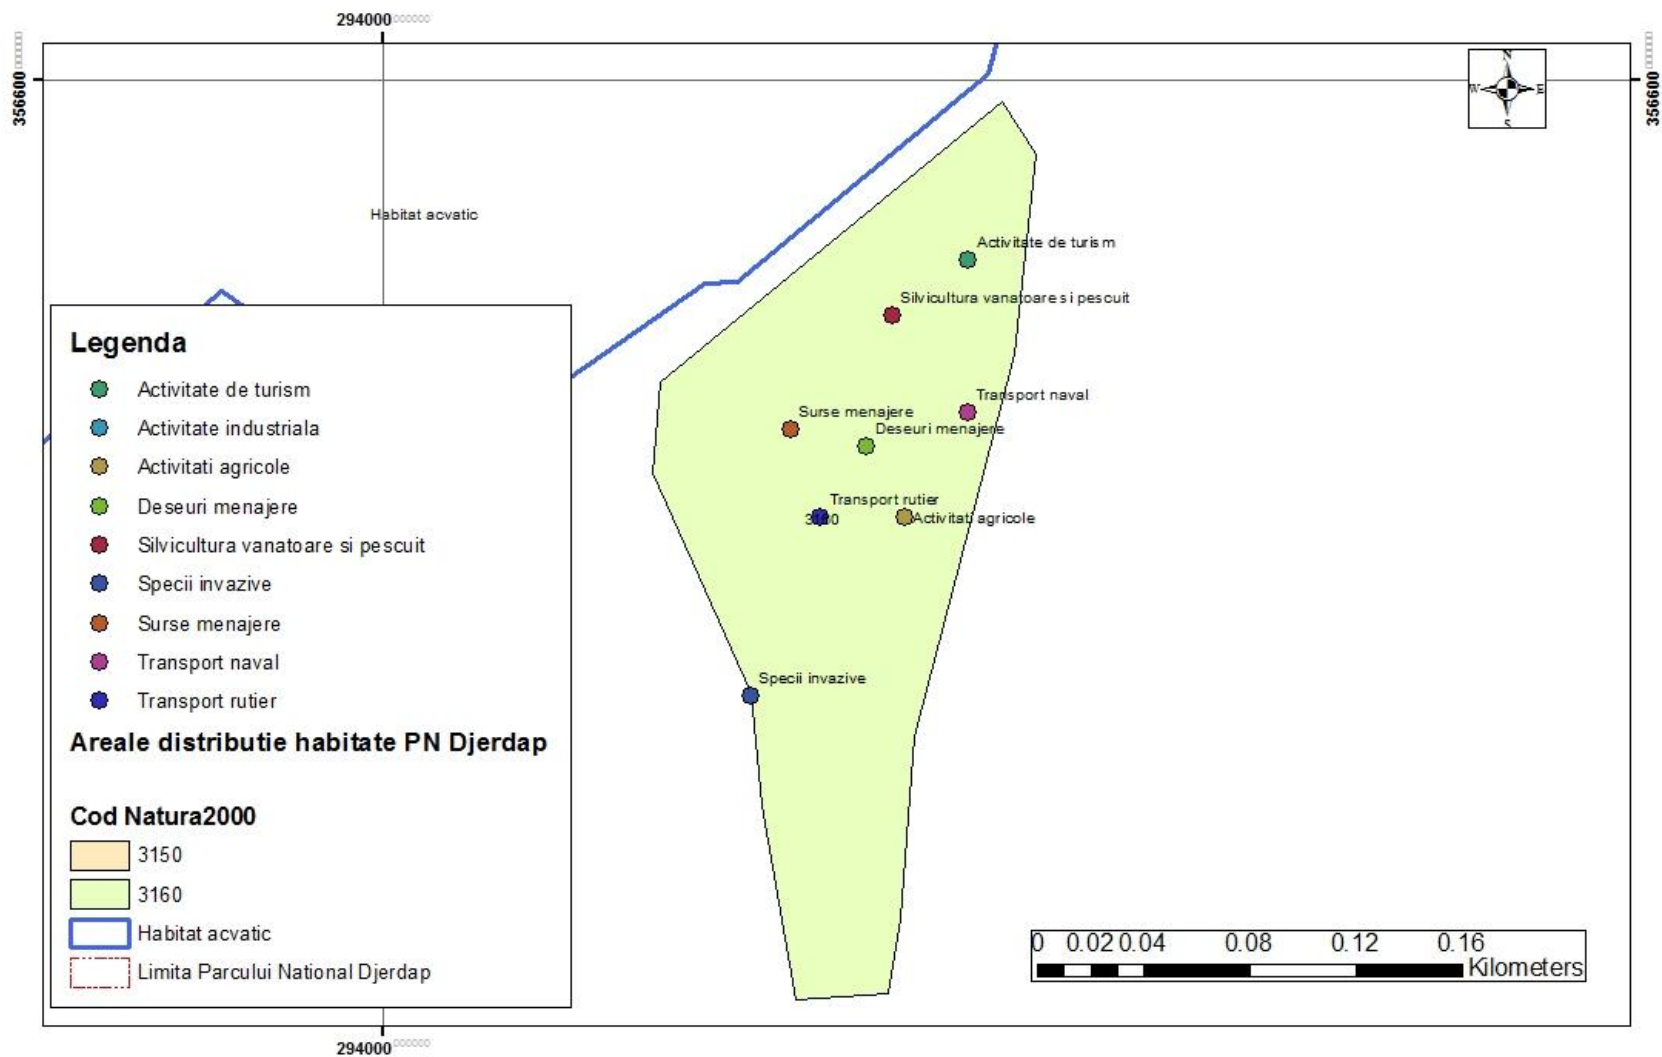 294000
356600
356600
N
W
E
S
Habitat acvatic
Activitate de turism
Silvicultura vanatoare si pescuit
Transport naval
Surse menajere
Deseuri menajere
Transport rutier
3160
Activitati agricole
Specii invazive
Legenda
Activitate de turism
Activitate industriala
Activitati agricole
Deseuri menajere
Silvicultura vanatoare si pescuit
Specii invazive
Surse menajere
Transport naval
Transport rutier
Areale distributie habitate PN Djerdap
Cod Natura2000
3150
3160
Habitat acvatic
Limita Parcului National Djerdap
0 0.02 0.04 0.08 0.12 0.16
Kilometers
294000